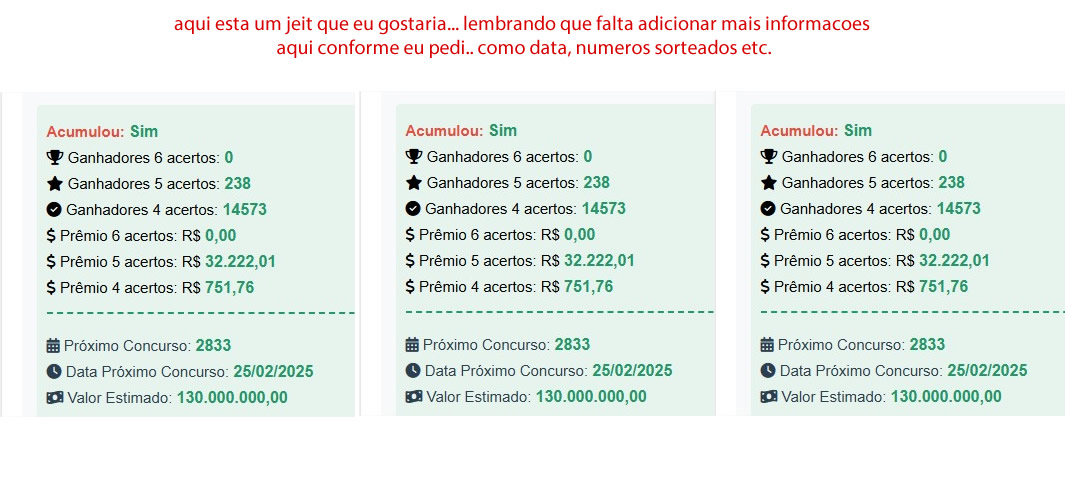 aqui esta um jeit que eu gostaria... lembrando que falta adicionar mais informacoes
aqui conforme eu pedi.. como data, numeros sorteados etc.
Acumulou: Sim
Ganhadores 6 acertos: 0
Ganhadores 5 acertos: 238
Ganhadores 4 acertos: 14573
$ Prêmio 6 acertos: R$ 0,00
$ Prêmio 5 acertos: R$ 32.222,01
$ Prêmio 4 acertos: R$ 751,76
Próximo Concurso: 2833
Data Próximo Concurso: 25/02/2025
Valor Estimado: 130.000.000,00
Acumulou: Sim
Ganhadores 6 acertos: 0
Ganhadores 5 acertos: 238
Ganhadores 4 acertos: 14573
$ Prêmio 6 acertos: R$ 0,00
$ Prêmio 5 acertos: R$ 32.222,01
$ Prêmio 4 acertos: R$ 751,76
Próximo Concurso: 2833
Data Próximo Concurso: 25/02/2025
Valor Estimado: 130.000.000,00
Acumulou: Sim
Ganhadores 6 acertos: 0
Ganhadores 5 acertos: 238
Ganhadores 4 acertos: 14573
$ Prêmio 6 acertos: R$ 0,00
$ Prêmio 5 acertos: R$ 32.222,01
$ Prêmio 4 acertos: R$ 751,76
Próximo Concurso: 2833
Data Próximo Concurso: 25/02/2025
Valor Estimado: 130.000.000,00